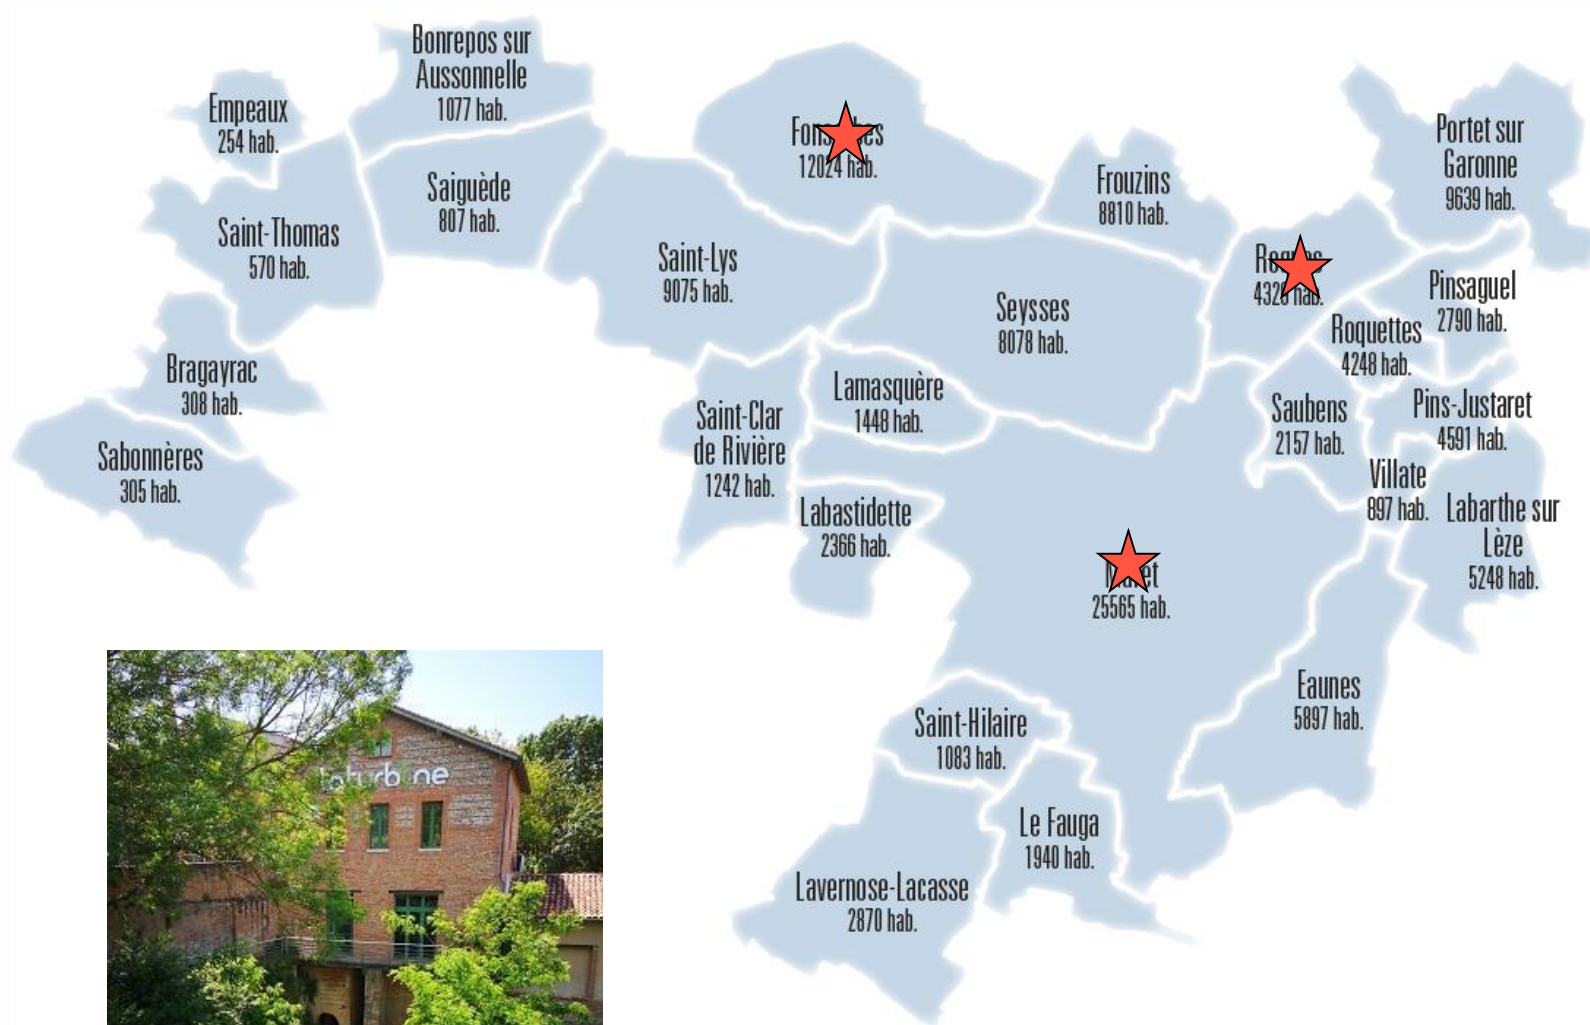 Bonrepos sur
Aussonnelle
1077 hab.
Empeaux
254 hab.
Saiguède
807 hab.
Saint-Thomas
570 hab.
Bragayrac
308 hab.
Sabonnères
305 hab.
12024 hab.
Saint-Lys
9075 hab.
Frouzins
8810 hab.
Portet sur
Garonne
9639 hab.
hab.
Seysses
8078 hab.
Pinsaguel
2790 hab.
Roquettes
4248 hab.
Lamasquère
1448 hab.
Saint-Clar
de Rivière
1242 hab.
Saubens
2157 hab.
Pins-Justaret
4591 hab.
Villate
897 hab.
Labarthe sur
Lèze
5248 hab.
Labastidette
2366 hab.
25565 hab.
Eaunes
5897 hab.
Saint-Hilaire
1083 hab.
Le Fauga
1940 hab.
Lavernose-Lacasse
2870 hab.